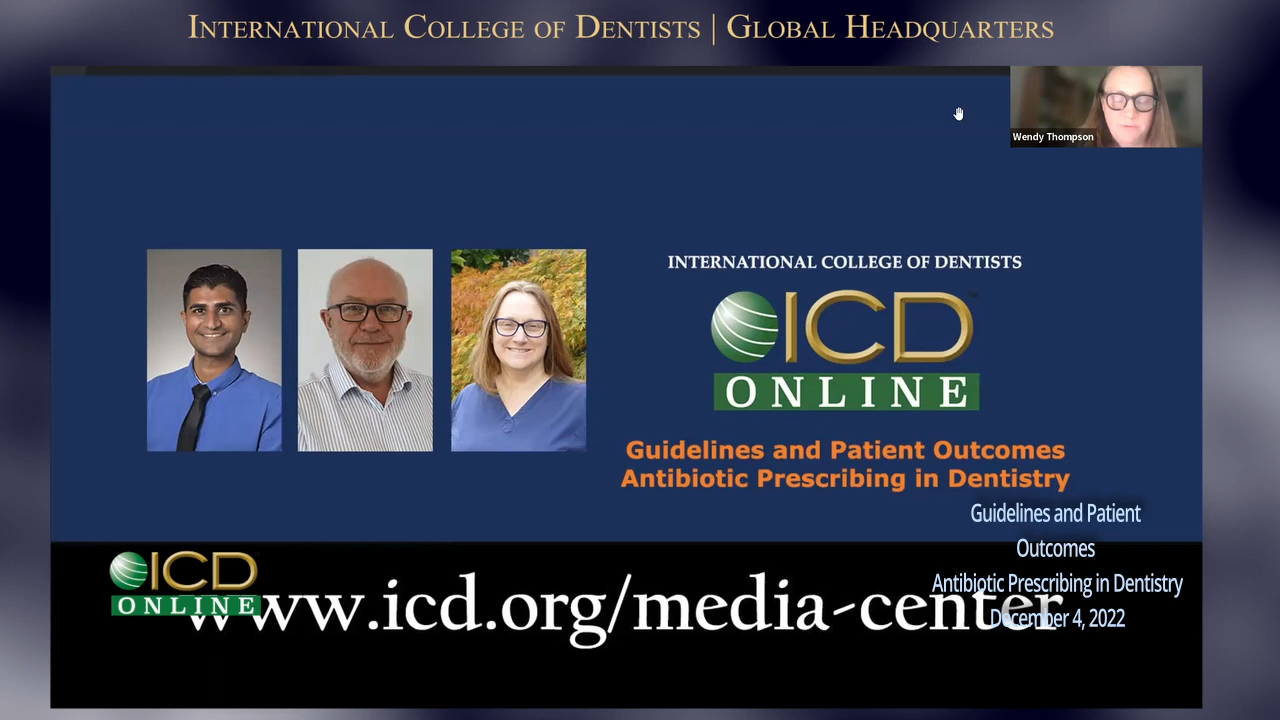 INTERNATIONAL COLLEGE OF DENTISTS | GLOBAL HEADQUARTERS
Wendy Thompson
INTERNATIONAL COLLEGE OF DENTISTS
ICD
ONLINE
Guidelines and Patient Outcomes
Antibiotic Prescribing in Dentistry
Guidelines and Patient
Outcomes
Antibiotic Prescribing in Dentistry
December 4, 2022
ICD
ONLINE
www.icd.org/media-center